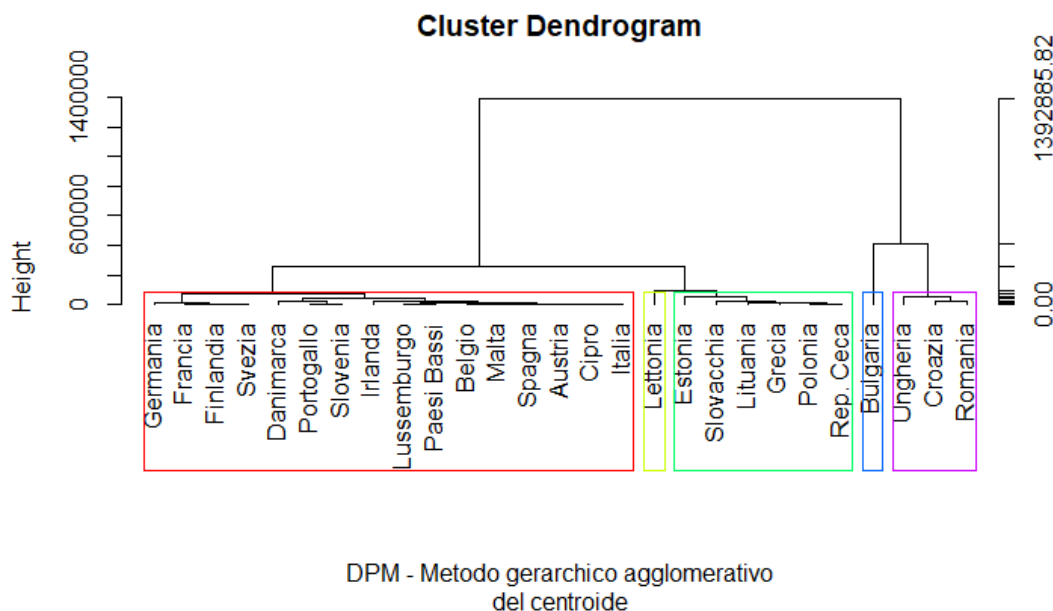 Cluster Dendrogram
Height
0
600000
1400000
0.00
1392885.82
Germania
Francia
Finlandia
Svezia
Danimarca
Portogallo
Slovenia
Irlanda
Lussemburgo
Paesi Bassi
Belgio
Malta
Spagna
Austria
Cipro
Italia
Lettonia
Estonia
Slovacchia
Lituania
Grecia
Polonia
Rep. Ceca
Bulgaria
Ungheria
Croazia
Romania
DPM - Metodo gerarchico agglomerativo
del centroide